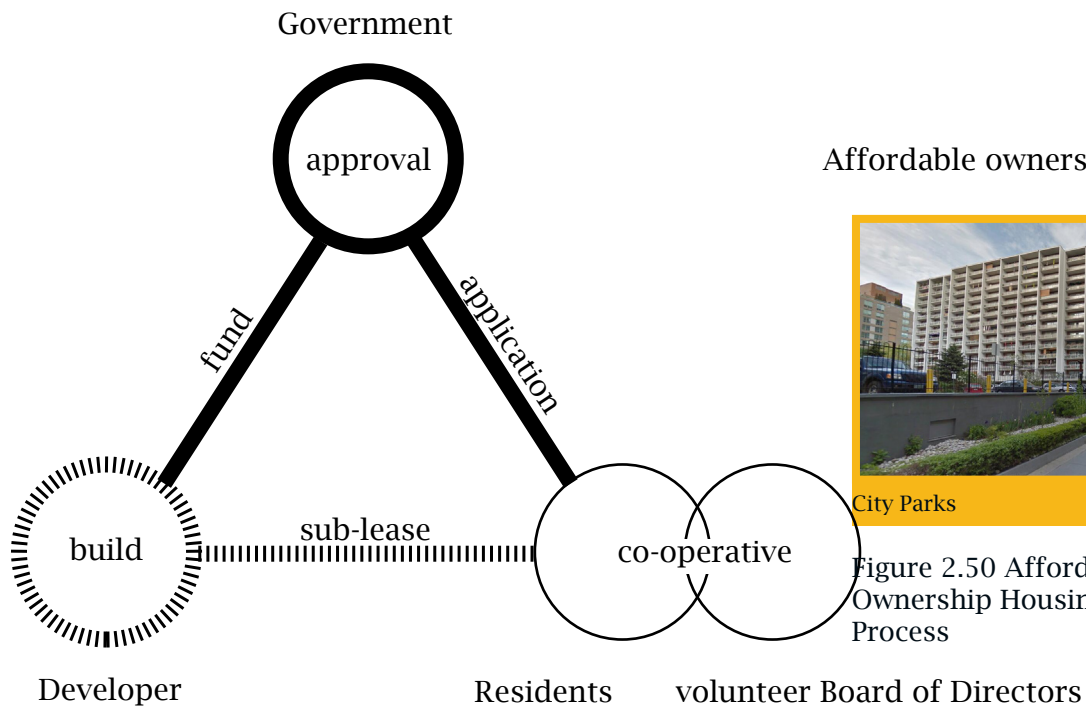 Government
approval
Affordable owners
fund
application
build
sub-lease
co-operative
City Parks
Figure 2.50 Afford
Ownership Housin
Process
Developer
Residents
volunteer Board of Directors